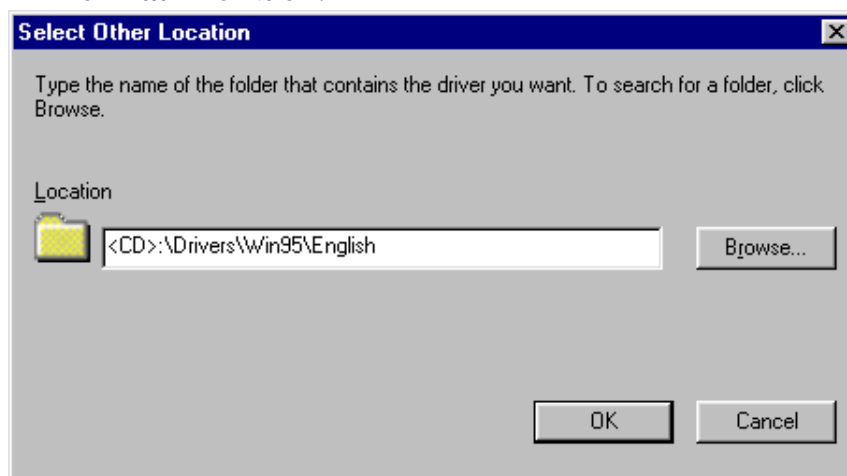 Select Other Location
Type the name of the folder that contains the driver you want. To search for a folder, click
Browse.
Location
<CD>:\Drivers\Win95\English
Browse...
OK
Cancel